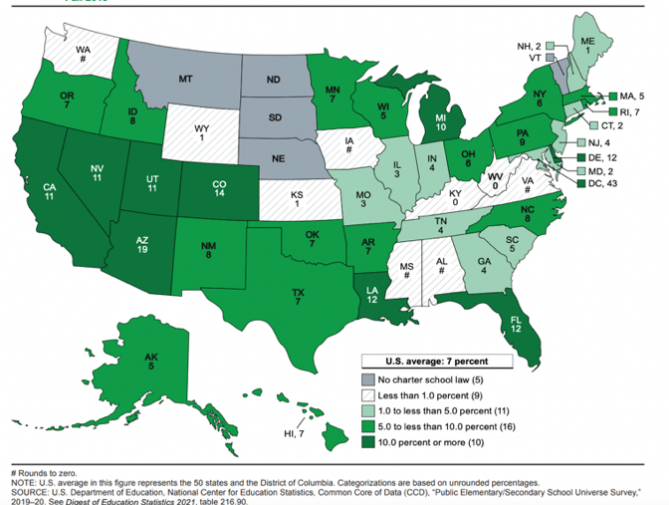 WA
#
MT
ND
MN
7
OR
7
ID
8
WY
1
SD
WI
5
MI
10
NH, 2
VT
ME
1
NY
6
MA, 5
RI, 7
CT, 2
NJ, 4
DE, 12
MD, 2
DC, 43
NV
11
CA
11
UT
11
CO
14
NE
IA
#
IL
3
IN
4
OH
6
PA
9
WV
0
VA
#
KS
1
MO
3
KY
0
AZ
19
NM
8
OK
7
AR
7
TN
4
NC
8
SC
5
TX
7
LA
12
MS
#
AL
#
GA
4
FL
12
AK
5
HI, 7
U.S. average: 7 percent
No charter school law (5)
Less than 1.0 percent (9)
1.0 to less than 5.0 percent (11)
5.0 to less than 10.0 percent (16)
10.0 percent or more (10)
# Rounds to zero.
NOTE: U.S. average in this figure represents the 50 states and the District of Columbia. Categorizations are based on unrounded percentages.
SOURCE: U.S. Department of Education, National Center for Education Statistics, Common Core of Data (CCD), "Public Elementary/Secondary School Universe Survey,"
2019–20. See Digest of Education Statistics 2021, table 216.90.